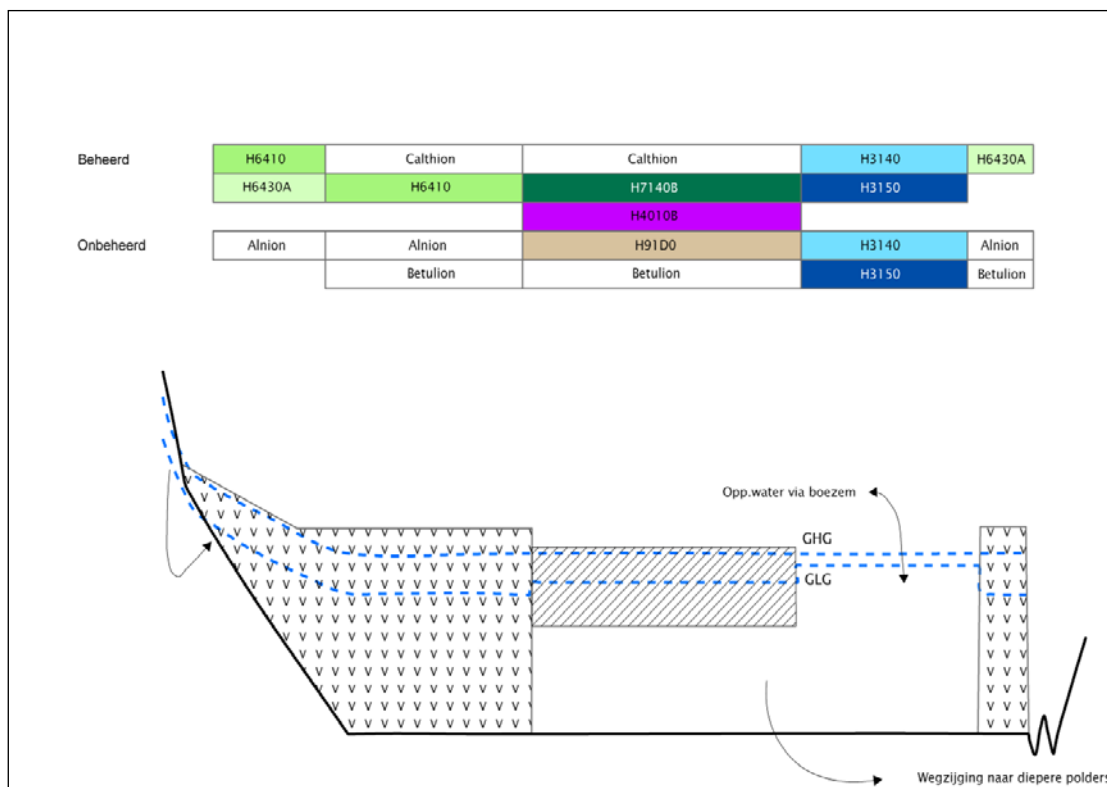 Beheerd H6410 Calthion Calthion H3140 H6430A
H6430A H6410 H7140B H3150
H4010B
Onbeheerd Alnion Alnion H91D0 H3140 Alnion
Betulion Betulion H3150 Betulion
Opp.water via boezem
GHG
GLG
Wegzijging naar diepere polders